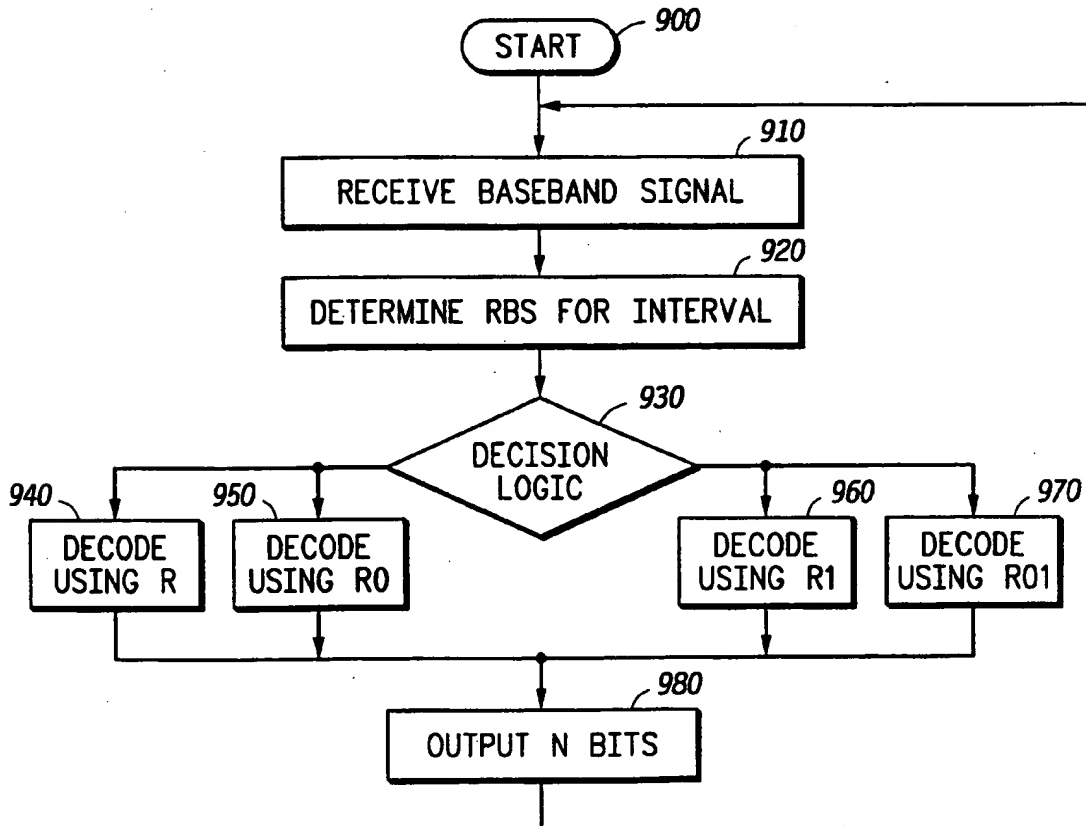 START
900
910
RECEIVE BASEBAND SIGNAL
920
DETERMINE RBS FOR INTERVAL
930
DECISION
LOGIC
940
DECODE
USING R
950
DECODE
USING R0
960
DECODE
USING R1
970
DECODE
USING R01
980
OUTPUT N BITS